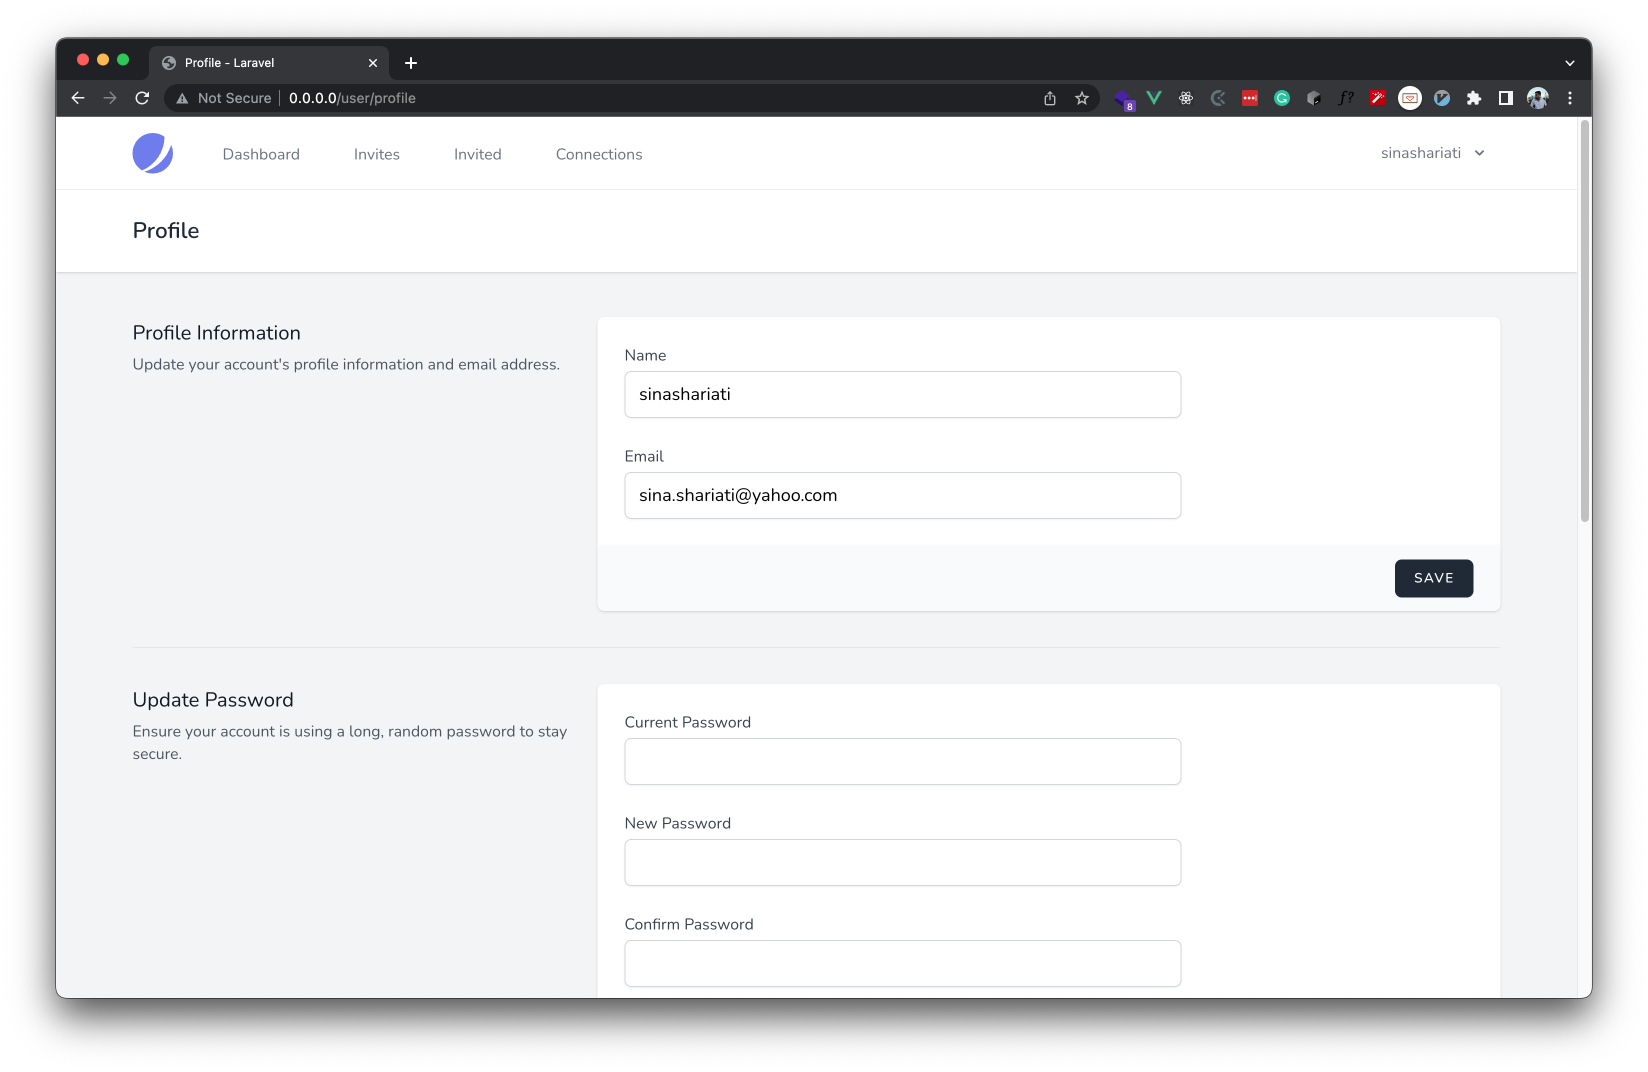 Profile - Laravel
Not Secure 0.0.0.0/user/profile
8
f?
Dashboard Invites Invited Connections sinashariati
Profile
Profile Information
Update your account's profile information and email address.
Name
sinashariati
Email
sina.shariati@yahoo.com
SAVE
Update Password
Ensure your account is using a long, random password to stay
secure.
Current Password
New Password
Confirm Password